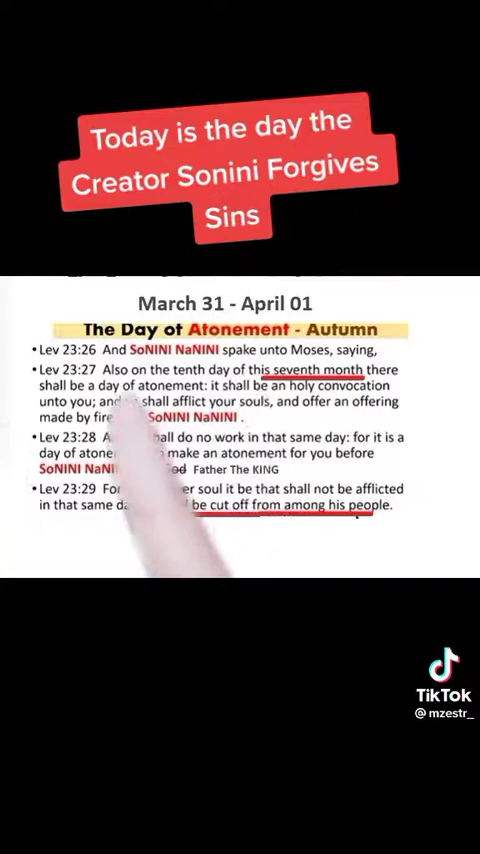 Today is the day the
Creator Sonini Forgives
Sins
March 31 - April 01
The Day of Atonement - Autumn
• Lev 23:26 And SoNINI NaNINI spake unto Moses, saying,
• Lev 23:27 Also on the tenth day of this seventh month there
shall be a day of atonement: it shall be an holy convocation
unto you; and shall afflict your souls, and offer an offering
made by fire SoNINI NaNINI .
• Lev 23:28 hall do no work in that same day: for it is a
day of atone make an atonement for you before
SoNINI NaNI Father The KING
• Lev 23:29 For er soul it be that shall not be afflicted
in that same da be cut off from among his people.
TikTok
@ mzestr_